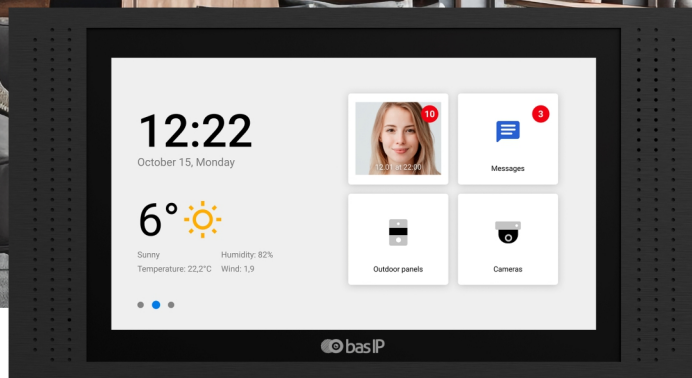 12:22
October 15, Monday
6°
Sunny
Humidity: 82%
Temperature: 22,2°C
Wind: 1,9
10
12.01 at 22:00
3
Messages
Outdoor panels
Cameras
bas IP